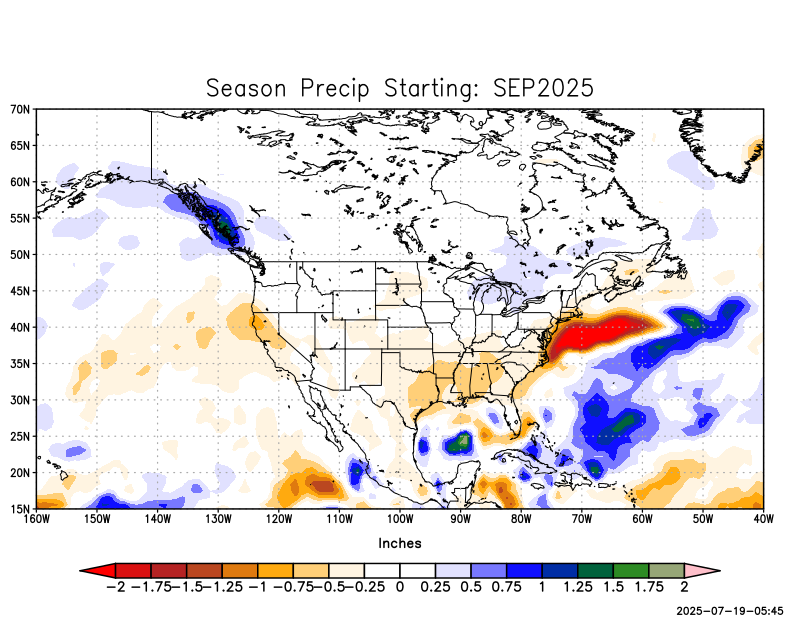 Season Precip Starting: SEP2025
70N
65N
60N
55N
50N
45N
40N
35N
30N
25N
20N
15N
160W 150W 140W 130W 120W 110W 100W 90W 80W 70W 60W 50W 40W
Inches
-2 -1.75 -1.5 -1.25 -1 -0.75 -0.5 -0.25 0 0.25 0.5 0.75 1 1.25 1.5 1.75 2
2025-07-19-05:45